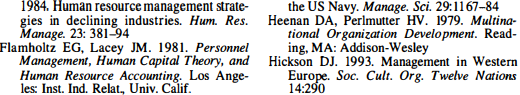 1984. Human resource management strate-
gies in declining industries. Hum. Res.
Manage. 23: 381–94
Flamholtz EG, Lacey JM. 1981. Personnel
Management, Human Capital Theory, and
Human Resource Accounting. Los Ange-
les: Inst. Ind. Relat., Univ. Calif.
the US Navy. Manage. Sci. 29:1167–84
Heenan DA, Perlmutter HV. 1979. Multina-
tional Organization Development. Read-
ing, MA: Addison-Wesley
Hickson DJ. 1993. Management in Western
Europe. Soc. Cult. Org. Twelve Nations
14:290